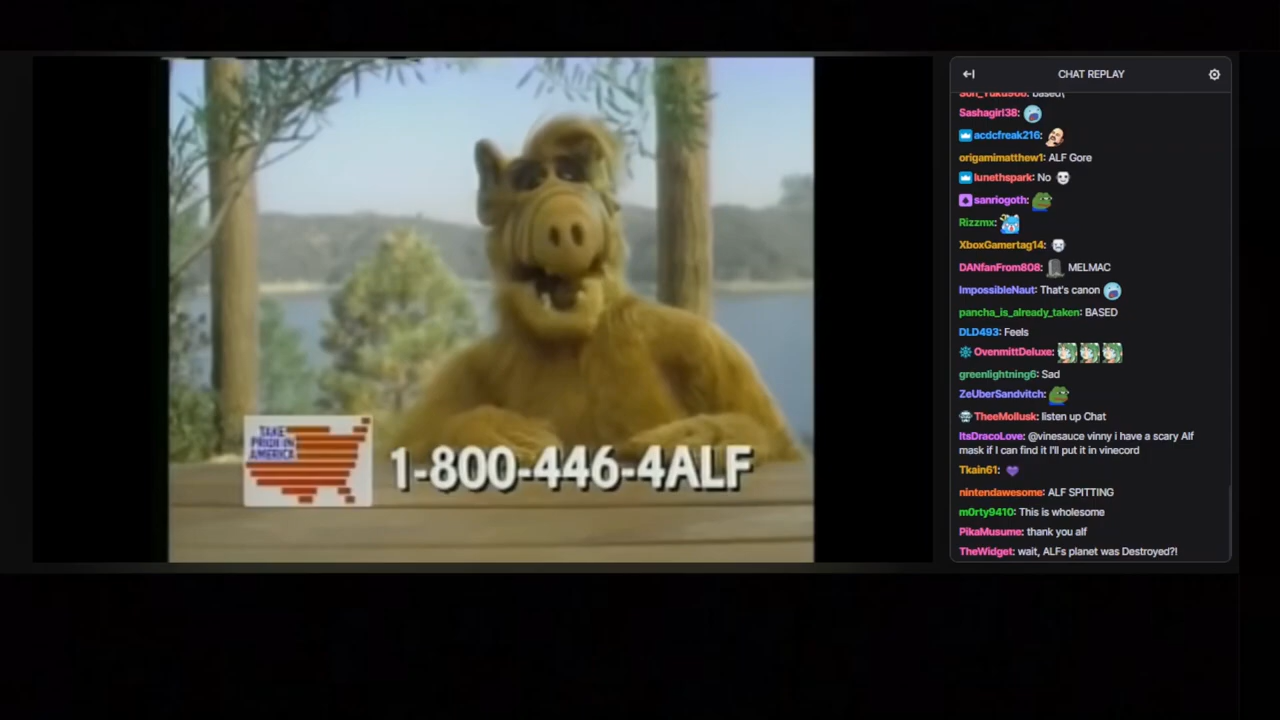 TAKE
PRIDE IN
AMERICA
1-800-446-4ALF
CHAT REPLAY
Sashagirl38:
acdcfreak216:
origamimatthew1: ALF Gore
lunethspark: No
sanriogoth:
Rizzmx:
XboxGamertag14:
DANfanFrom808: MELMAC
ImpossibleNaut: That's canon
pancha_is_already_taken: BASED
DLD493: Feels
OvenmittDeluxe:
greenlightning6: Sad
ZeUberSandvitch:
TheeMollusk: listen up Chat
ItsDracoLove: @vinesauce vinny i have a scary Alf
mask if I can find it I'll put it in vinecord
Tkain61:
nintendawesome: ALF SPITTING
m0rty9410: This is wholesome
PikaMusume: thank you alf
TheWidget: wait, ALFs planet was Destroyed?!